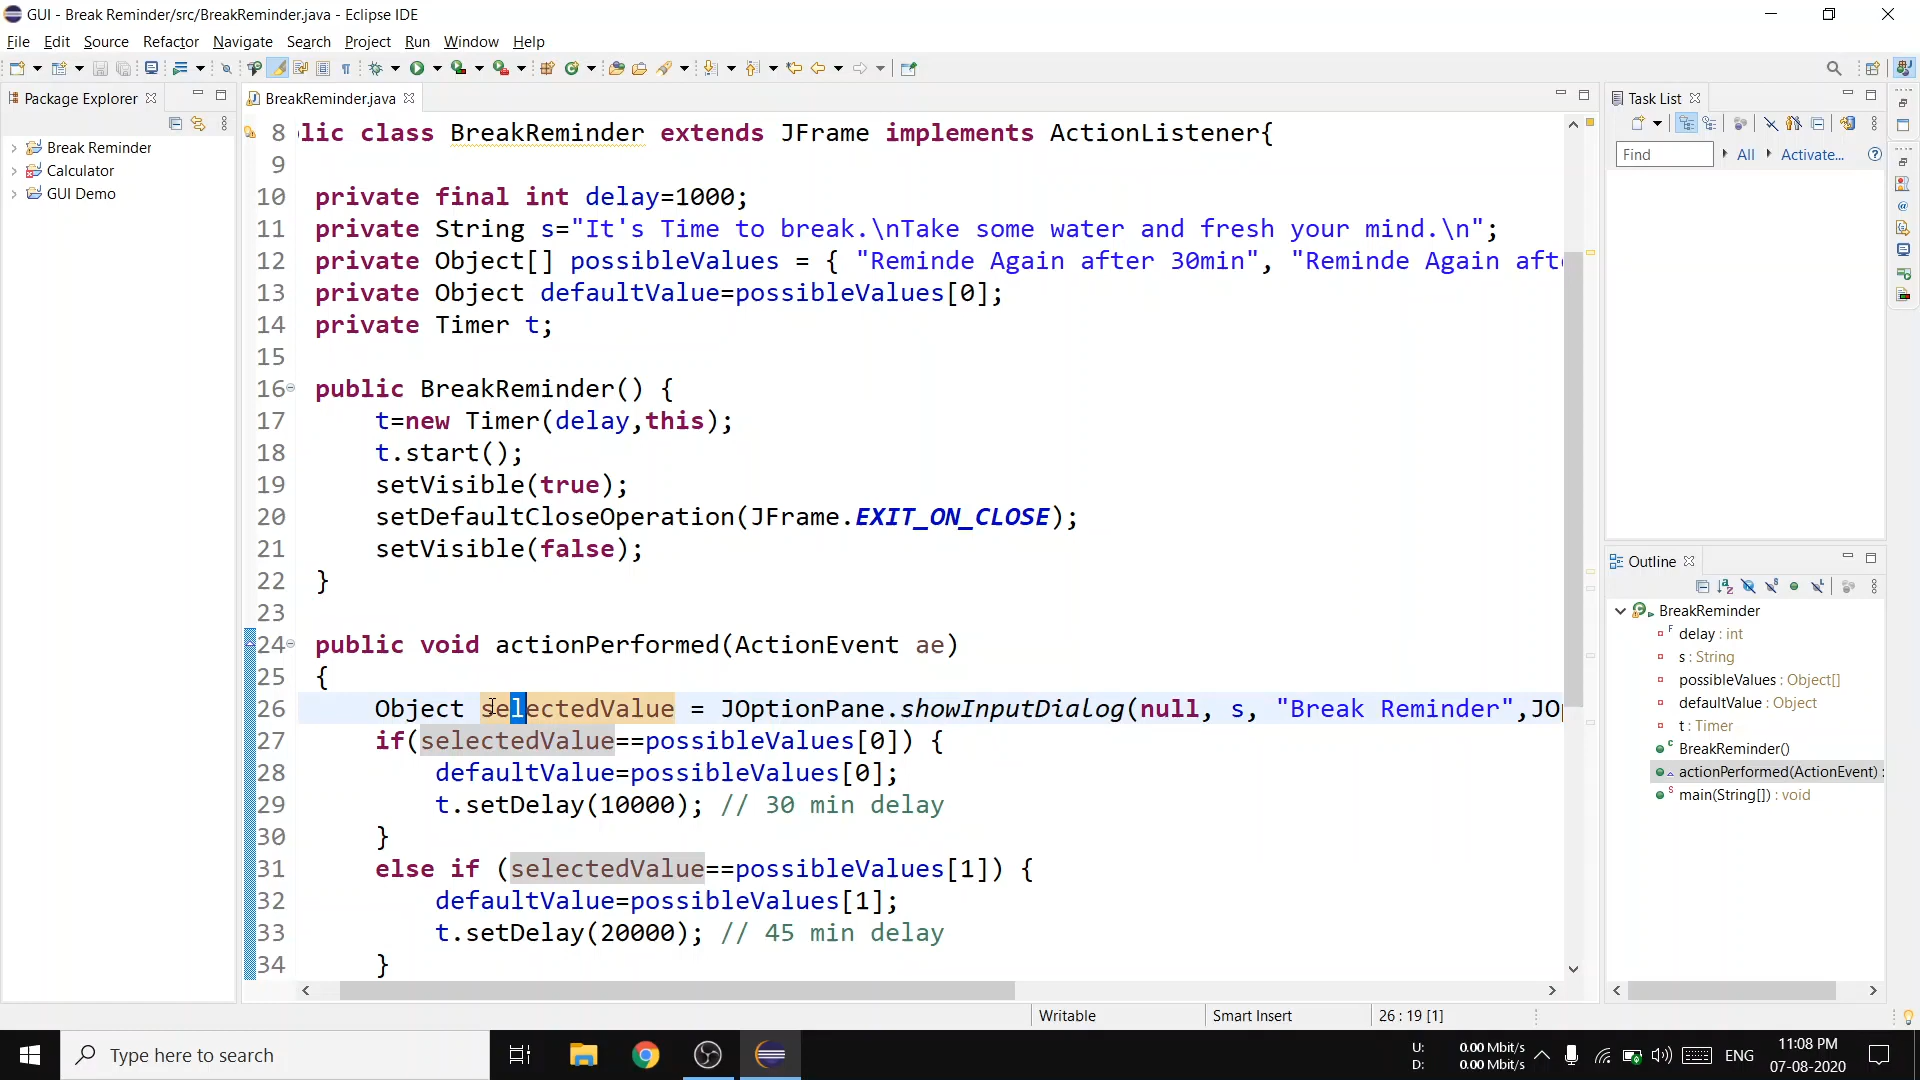 GUI - Break Reminder/src/BreakReminder.java - Eclipse IDE
File Edit Source Refactor Navigate Search Project Run Window Help
Package Explorer
Break Reminder
Calculator
GUI Demo
BreakReminder.java
8 lic class BreakReminder extends JFrame implements ActionListener{
9
10 private final int delay=1000;
11 private String s="It's Time to break.\nTake some water and fresh your mind.\n";
12 private Object[] possibleValues = { "Reminde Again after 30min", "Reminde Again aft
13 private Object defaultValue=possibleValues[0];
14 private Timer t;
15
16 public BreakReminder() {
17 t=new Timer(delay,this);
18 t.start();
19 setVisible(true);
20 setDefaultCloseOperation(JFrame.EXIT_ON_CLOSE);
21 setVisible(false);
22 }
23
24 public void actionPerformed(ActionEvent ae)
25 {
26 Object selectedValue = JOptionPane.showInputDialog(null, s, "Break Reminder",JO
27 if(selectedValue==possibleValues[0]) {
28 defaultValue=possibleValues[0];
29 t.setDelay(10000); // 30 min delay
30 }
31 else if (selectedValue==possibleValues[1]) {
32 defaultValue=possibleValues[1];
33 t.setDelay(20000); // 45 min delay
34 }
Task List
Find All Activate...
Outline
BreakReminder
delay : int
s : String
possibleValues : Object[]
defaultValue : Object
t : Timer
BreakReminder()
actionPerformed(ActionEvent) :
main(String[]) : void
Writable Smart Insert 26 : 19 [1]
Type here to search
U: 0.00 Mbit/s
D: 0.00 Mbit/s
ENG
11:08 PM
07-08-2020